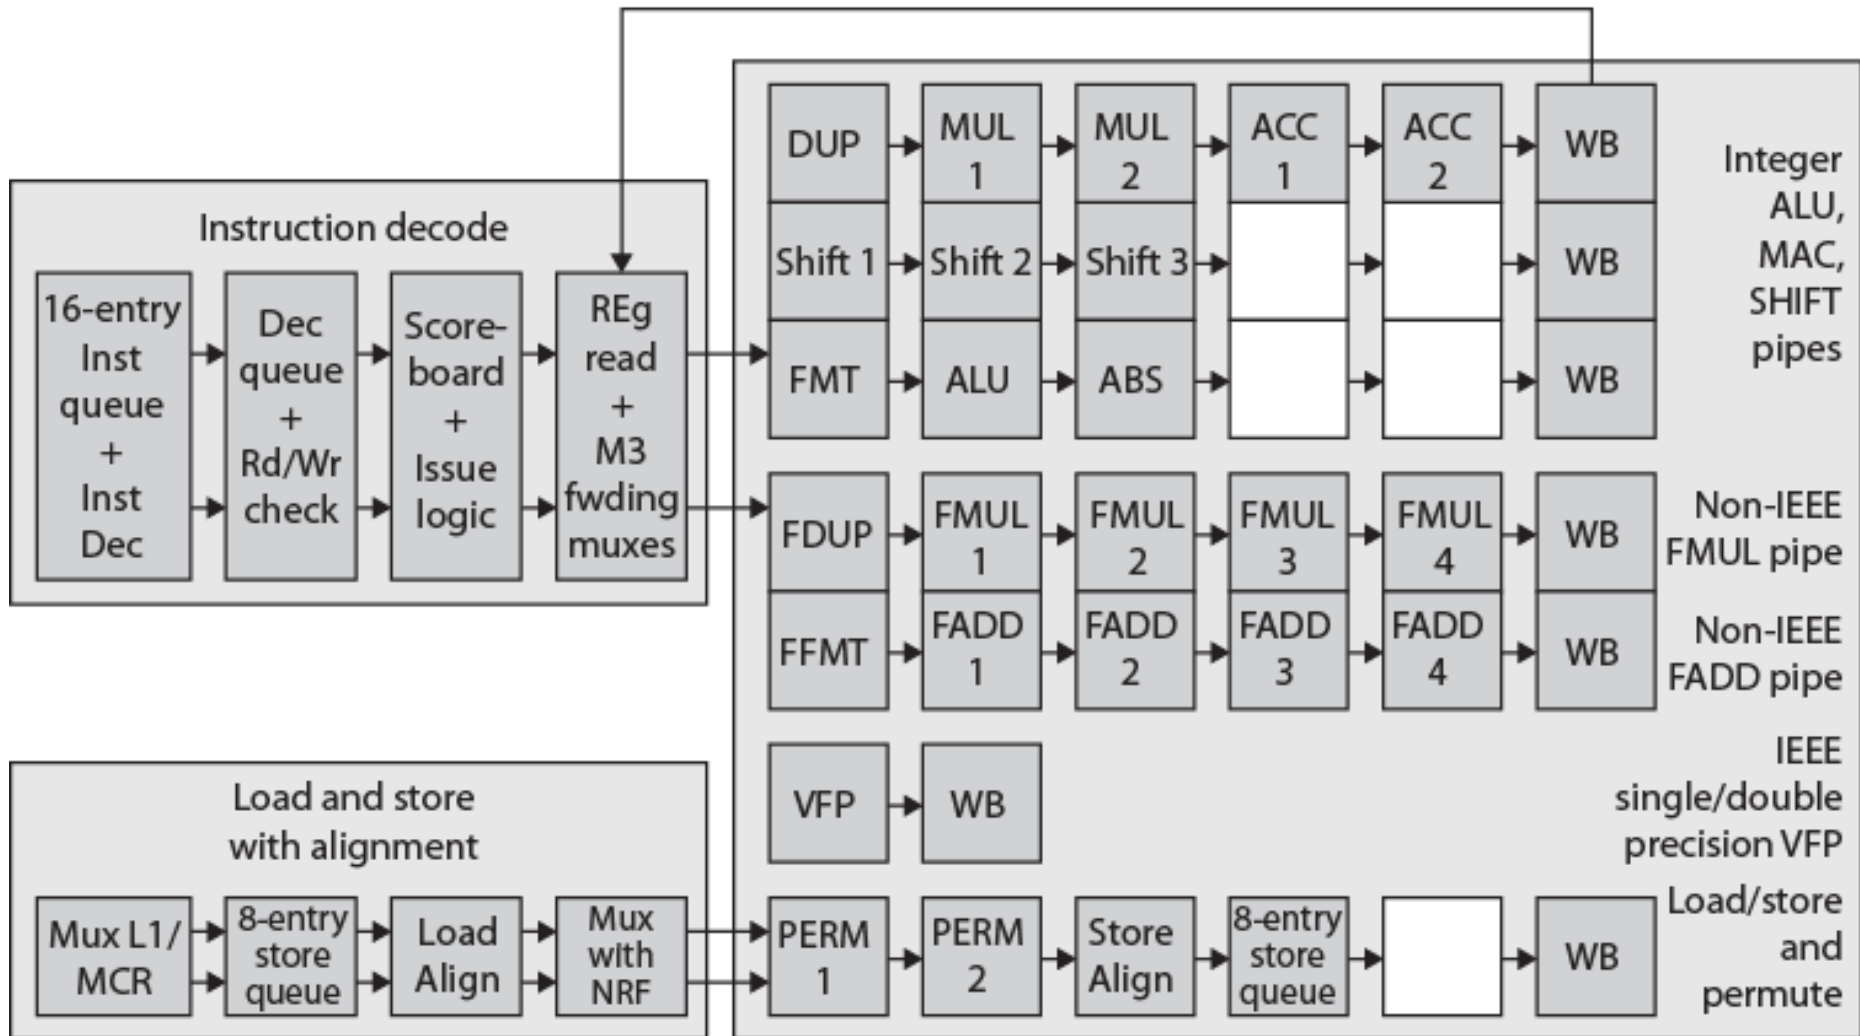 Instruction decode
16-entry
Inst
queue
+
Inst
Dec
Dec
queue
+
Rd/Wr
check
Score-
board
+
Issue
logic
REg
read
+
M3
fwding
muxes
DUP
MUL
1
MUL
2
ACC
1
ACC
2
WB
Shift 1
Shift 2
Shift 3
WB
FMT
ALU
ABS
WB
Integer
ALU,
MAC,
SHIFT
pipes
FDUP
FMUL
1
FMUL
2
FMUL
3
FMUL
4
WB
Non-IEEE
FMUL pipe
FFMT
FADD
1
FADD
2
FADD
3
FADD
4
WB
Non-IEEE
FADD pipe
VFP
WB
IEEE
single/double
precision VFP
Load and store
with alignment
Mux L1/
MCR
8-entry
store
queue
Load
Align
Mux
with
NRF
PERM
1
PERM
2
Store
Align
8-entry
store
queue
WB
Load/store
and
permute